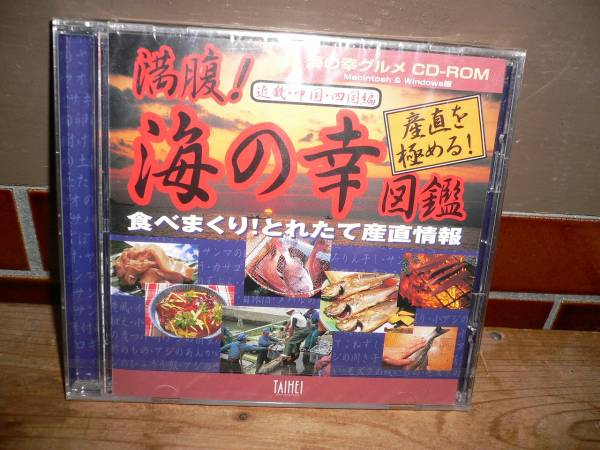 海の幸グルメ CD-ROM
Macintosh & Windows版
満腹!
近畿・中国・四国編
産直を
極める!
海の幸
図鑑
食べまくり!とれたて産直情報
TAIHEI